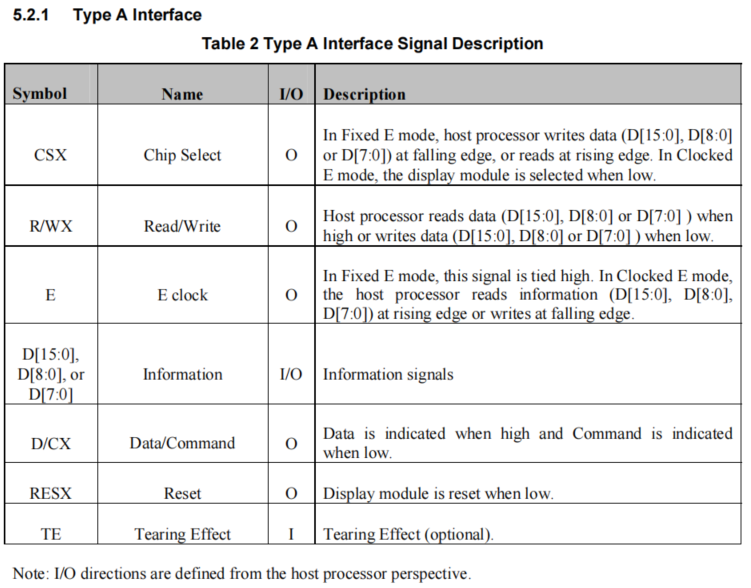 5.2.1 Type A Interface
Table 2 Type A Interface Signal Description
Symbol Name I/O Description
CSX Chip Select O In Fixed E mode, host processor writes data (D[15:0], D[8:0]
or D[7:0]) at falling edge, or reads at rising edge. In Clocked
E mode, the display module is selected when low.
R/WX Read/Write O Host processor reads data (D[15:0], D[8:0] or D[7:0] ) when
high or writes data (D[15:0], D[8:0] or D[7:0] ) when low.
E E clock O In Fixed E mode, this signal is tied high. In Clocked E mode,
the host processor reads information (D[15:0], D[8:0],
D[7:0]) at rising edge or writes at falling edge.
D[15:0],
D[8:0], or
D[7:0]
Information I/O Information signals
D/CX Data/Command O Data is indicated when high and Command is indicated
when low.
RESX Reset O Display module is reset when low.
TE Tearing Effect I Tearing Effect (optional).
Note: I/O directions are defined from the host processor perspective.